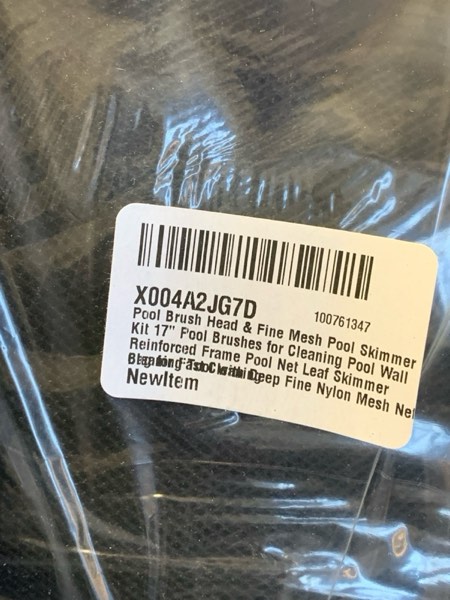 X004A2JG7D 100761347
Pool Brush Head & Fine Mesh Pool Skimmer
Kit 17" Pool Brushes for Cleaning Pool Wall
Reinforced Frame Pool Net Leaf Skimmer
Deep Fine Nylon Mesh Net
NewItem